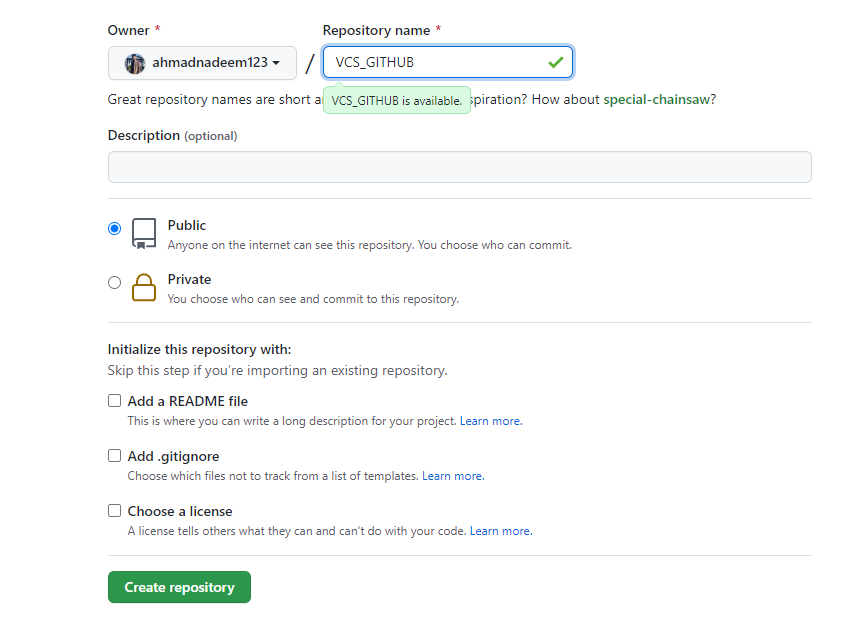 Owner *
Repository name *
ahmadnadeem123
/
VCS_GITHUB
Great repository names are short a spiration? How about special-chainsaw?
VCS_GITHUB is available.
Description (optional)
Public
Anyone on the internet can see this repository. You choose who can commit.
Private
You choose who can see and commit to this repository.
Initialize this repository with:
Skip this step if you're importing an existing repository.
Add a README file
This is where you can write a long description for your project. Learn more.
Add .gitignore
Choose which files not to track from a list of templates. Learn more.
Choose a license
A license tells others what they can and can't do with your code. Learn more.
Create repository